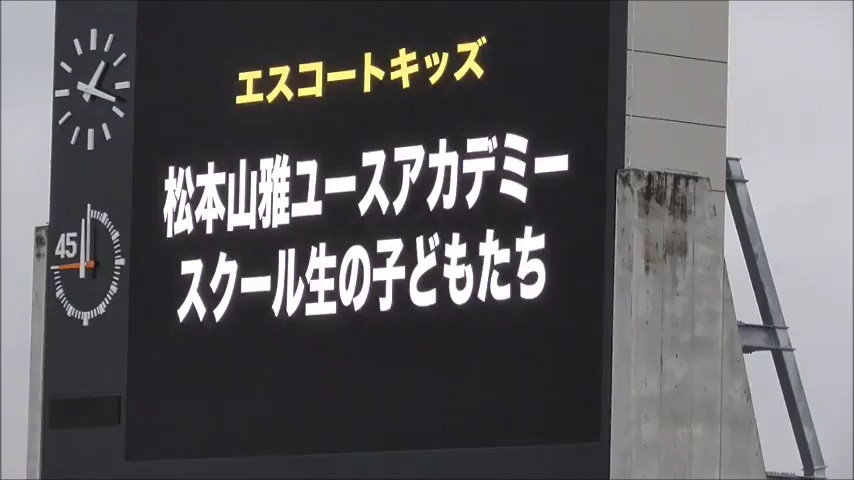 エスコートキッズ
松本山雅ユースアカデミー
スクール生の子どもたち
45